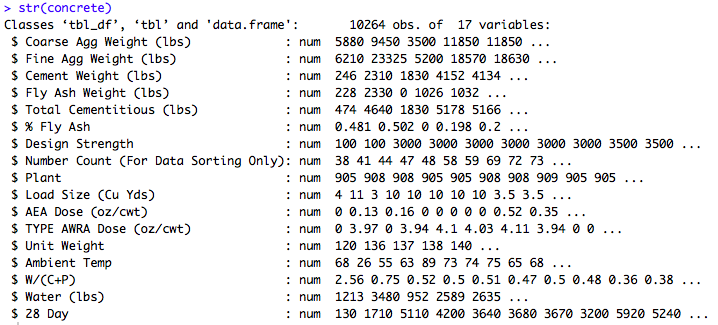 > str(concrete)
Classes ‘tbl_df’, ‘tbl’ and 'data.frame': 10264 obs. of 17 variables:
$ Coarse Agg Weight (lbs) : num 5880 9450 3500 11850 11850 ...
$ Fine Agg Weight (lbs) : num 6210 23325 5200 18570 18630 ...
$ Cement Weight (lbs) : num 246 2310 1830 4152 4134 ...
$ Fly Ash Weight (lbs) : num 228 2330 0 1026 1032 ...
$ Total Cementitious (lbs) : num 474 4640 1830 5178 5166 ...
$ % Fly Ash : num 0.481 0.502 0 0.198 0.2 ...
$ Design Strength : num 100 100 3000 3000 3000 3000 3000 3000 3500 3500 ...
$ Number Count (For Data Sorting Only): num 38 41 44 47 48 58 59 69 72 73 ...
$ Plant : num 905 908 908 905 905 908 908 909 905 905 ...
$ Load Size (Cu Yds) : num 4 11 3 10 10 10 10 10 3.5 3.5 ...
$ AEA Dose (oz/cwt) : num 0 0.13 0.16 0 0 0 0 0 0.52 0.35 ...
$ TYPE AWRA Dose (oz/cwt) : num 0 3.97 0 3.94 4.1 4.03 4.11 3.94 0 0 ...
$ Unit Weight : num 120 136 137 138 140 ...
$ Ambient Temp : num 68 26 55 63 89 73 74 75 65 68 ...
$ W/(C+P) : num 2.56 0.75 0.52 0.5 0.51 0.47 0.5 0.48 0.36 0.38 ...
$ Water (lbs) : num 1213 3480 952 2589 2635 ...
$ 28 Day : num 130 1710 5110 4200 3640 3680 3670 3200 5920 5240 ...